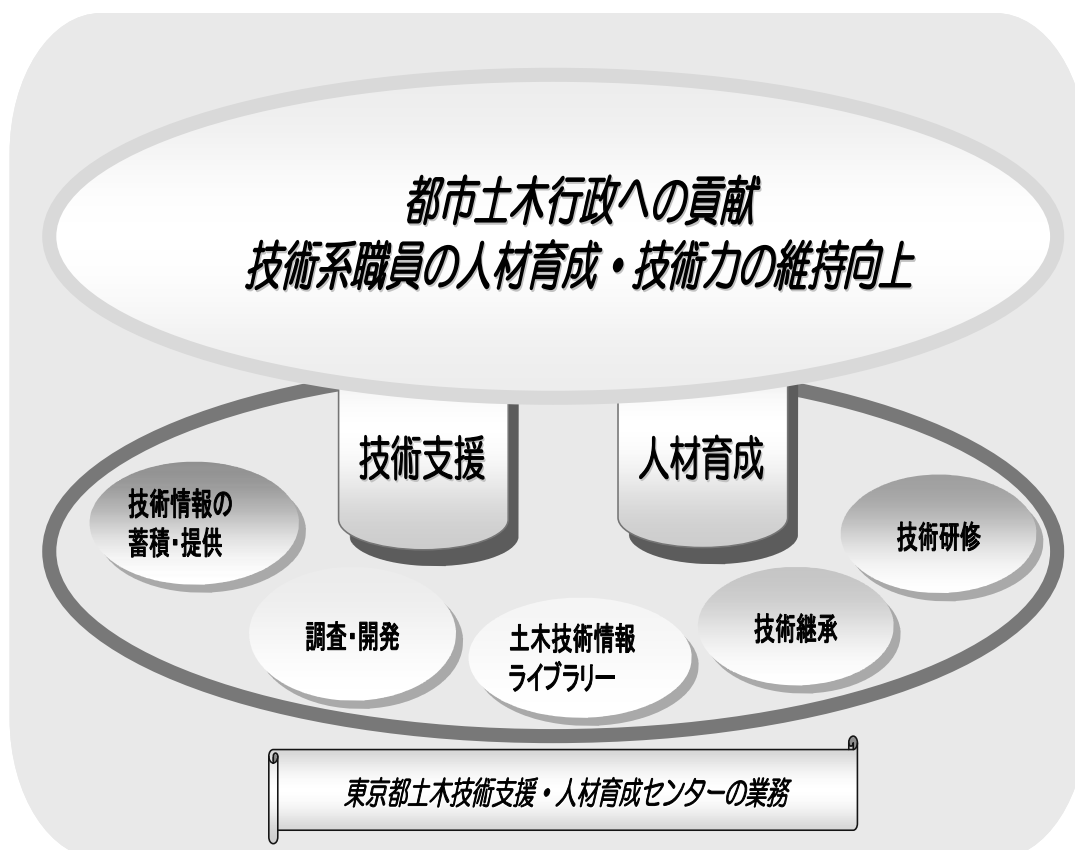 都市土木行政への貢献
技術系職員の人材育成・技術力の維持向上
技術支援
人材育成
技術情報の
蓄積・提供
調査・開発
土木技術情報
ライブラリー
技術継承
技術研修
東京都土木技術支援・人材育成センターの業務